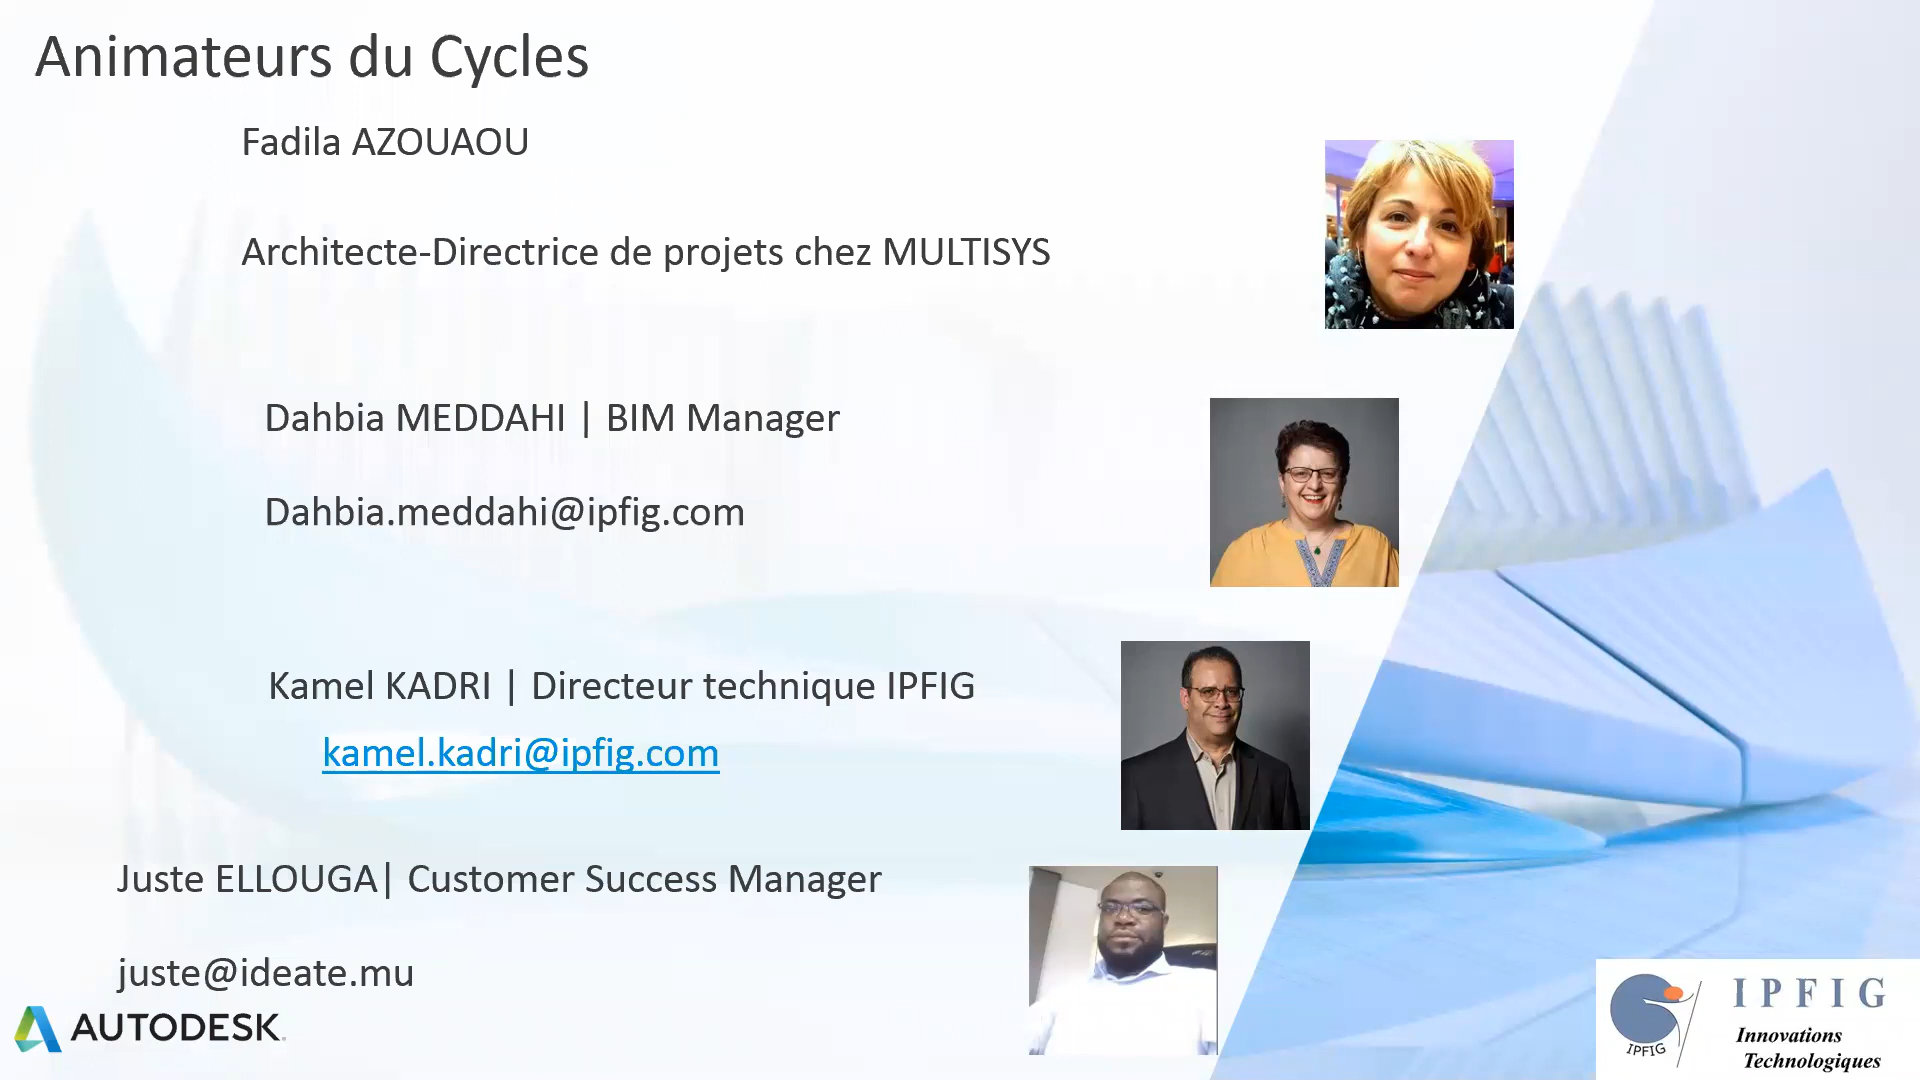 Animateurs du Cycles
Fadila AZOUAOU
Architecte-Directrice de projets chez MULTISYS
Dahbia MEDDAHI | BIM Manager
Dahbia.meddahi@ipfig.com
Kamel KADRI | Directeur technique IPFIG
kamel.kadri@ipfig.com
Juste ELLOUGA| Customer Success Manager
juste@ideate.mu
AUTODESK.
IPFIG
IPFIG
Innovations
Technologiques